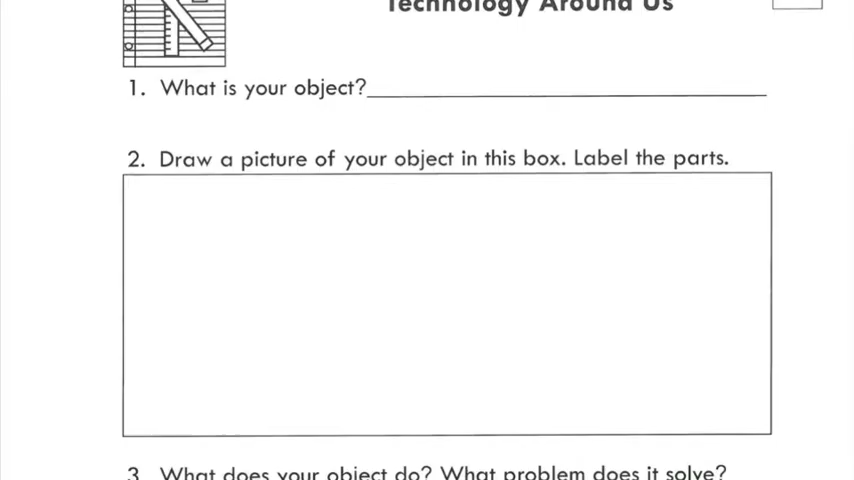 Technology Around Us
1. What is your object?
2. Draw a picture of your object in this box. Label the parts.
3. What does your object do? What problem does it solve?